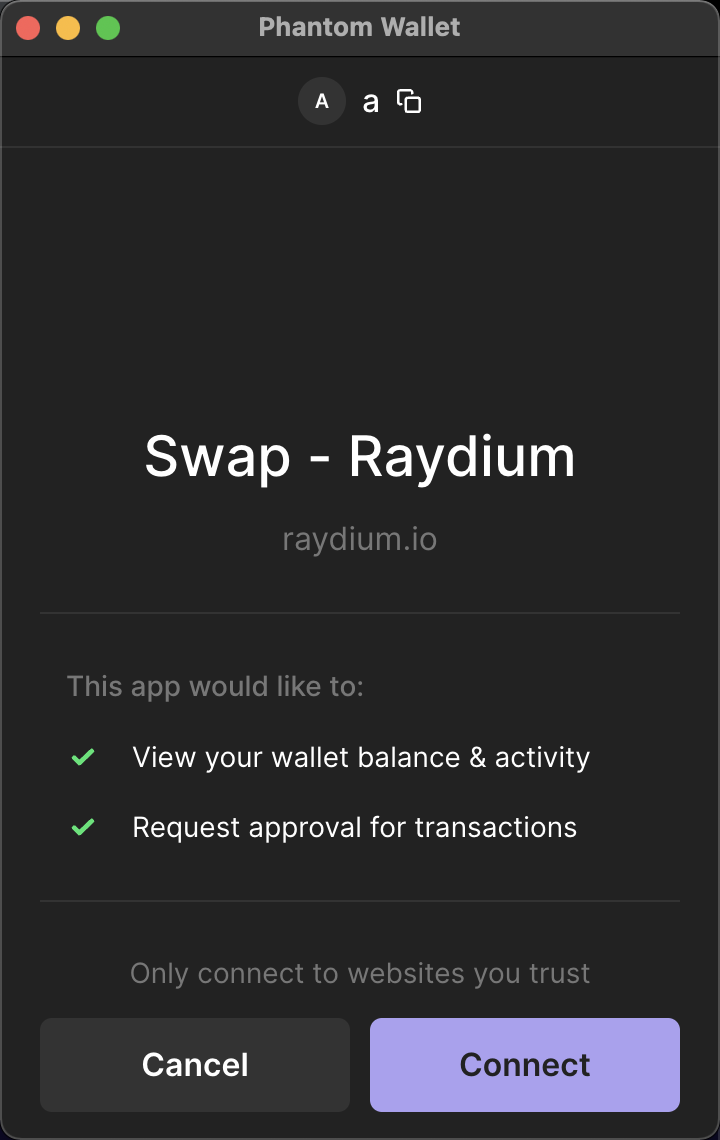 Phantom Wallet
A a
Swap - Raydium
raydium.io
This app would like to:
View your wallet balance & activity
Request approval for transactions
Only connect to websites you trust
Cancel Connect